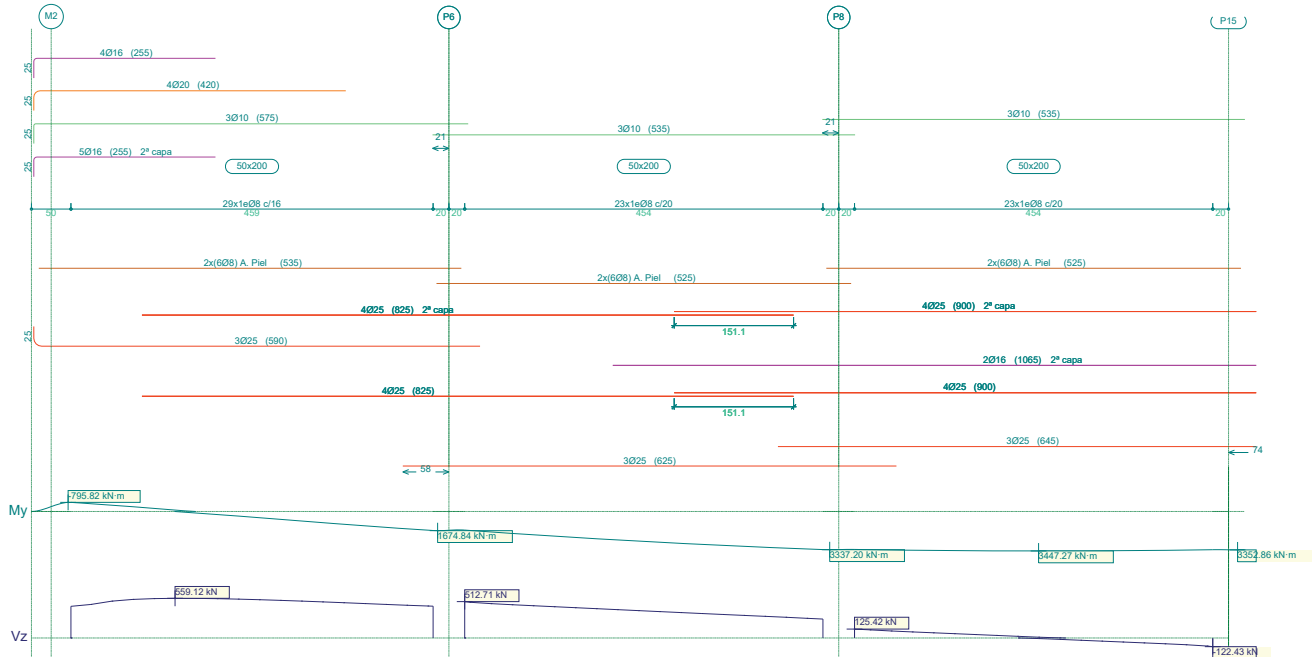 M2
P6
P8
P15
4Ø16 (255)
25
4Ø20 (420)
25
3Ø10 (575)
25
3Ø10 (535)
21
3Ø10 (535)
21
5Ø16 (255) 2ª capa
25
50x200
50x200
50x200
29x1eØ8 c/16
23x1eØ8 c/20
23x1eØ8 c/20
50
459
20
20
454
20
20
454
20
2x(6Ø8) A. Piel (535)
2x(6Ø8) A. Piel (525)
2x(6Ø8) A. Piel (525)
4Ø25 (825) 2ª capa
4Ø25 (900) 2ª capa
151.1
25
3Ø25 (590)
2Ø16 (1065) 2ª capa
4Ø25 (825)
4Ø25 (900)
151.1
3Ø25 (645)
74
3Ø25 (625)
58
My
-795.82 kN·m
1674.84 kN·m
3337.20 kN·m
3447.27 kN·m
3352.86 kN·m
Vz
559.12 kN
512.71 kN
125.42 kN
-122.43 kN